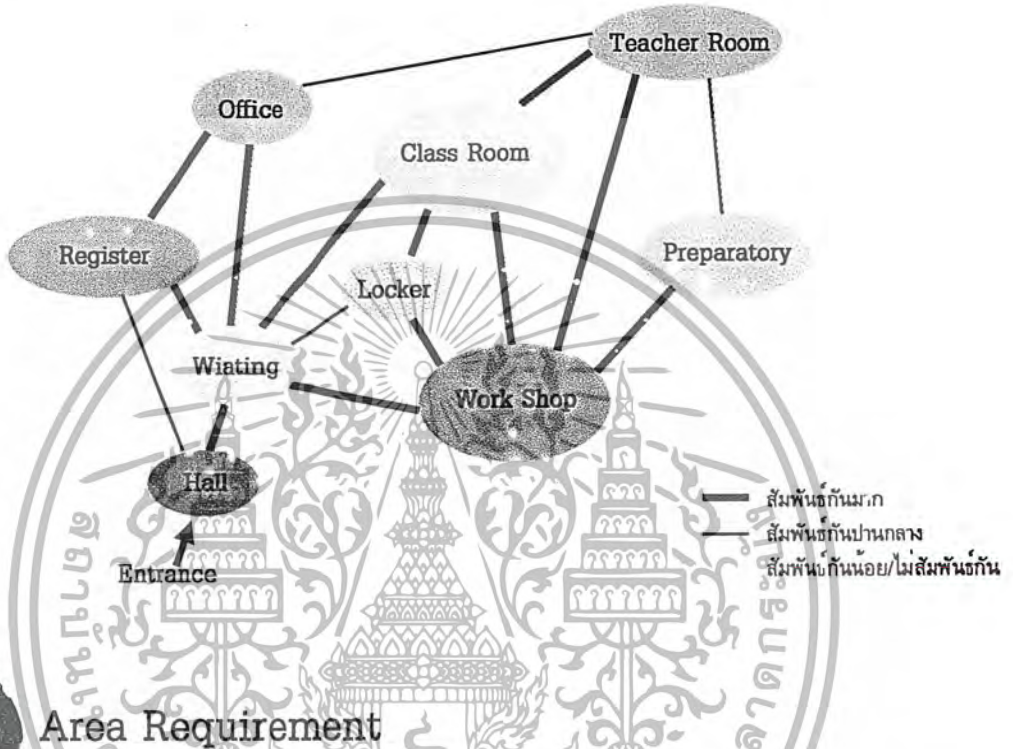 Teacher Room
Office
Class Room
Register
Preparatory
Locker
Wiating
Work Shop
Hall
Entrance
สัมพันธ์กันมาก
สัมพันธ์กันปานกลาง
สัมพันธ์กันน้อย/ไม่สัมพันธ์กัน
Area Requirement